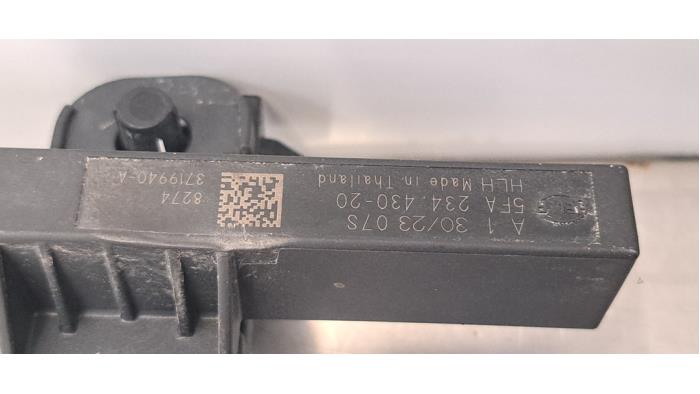 A 1 30/23 07S
5FA 234.430-20
HLH Made in Thailand
8274
3719940-A